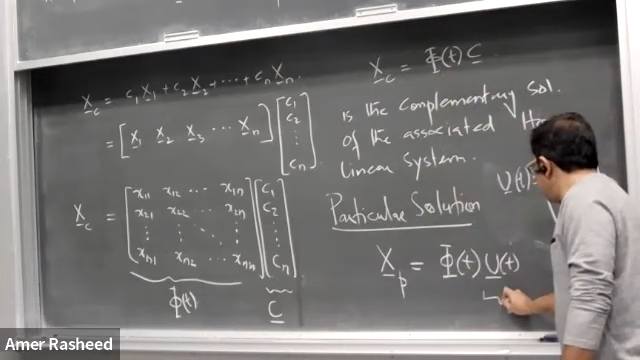 X_c = c₁ X₁ + c₂ X₂ + ⋯ + cₙ Xₙ.
= [ X₁ X₂ X₃ ⋯ Xₙ ] [ c₁ c₂ ⋮ cₙ ]
X_c = [ x₁₁ x₁₂ ⋯ x₁ₙ
x₂₁ x₂₂ ⋯ x₂ₙ
⋮ ⋮ ⋱ ⋮
xₙ₁ xₙ₂ ⋯ xₙₙ ] [ c₁ c₂ ⋮ cₙ ]
Φ(t) C
X_c = Φ(t) C
is the complementary sol.
of the associated Ho
linear system.
U(t)
Particular Solution
X_p = Φ(t) U(t)
Amer Rasheed